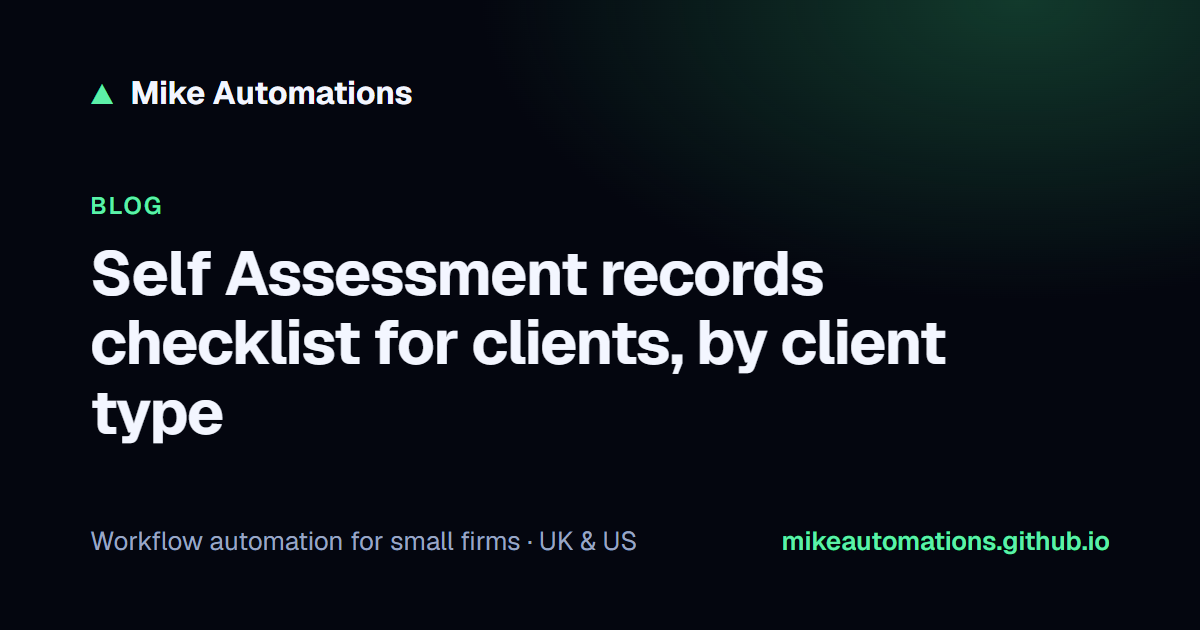 Mike Automations
BLOG
Self Assessment records
checklist for clients, by client
type
Workflow automation for small firms · UK & US
mikeautomations.github.io